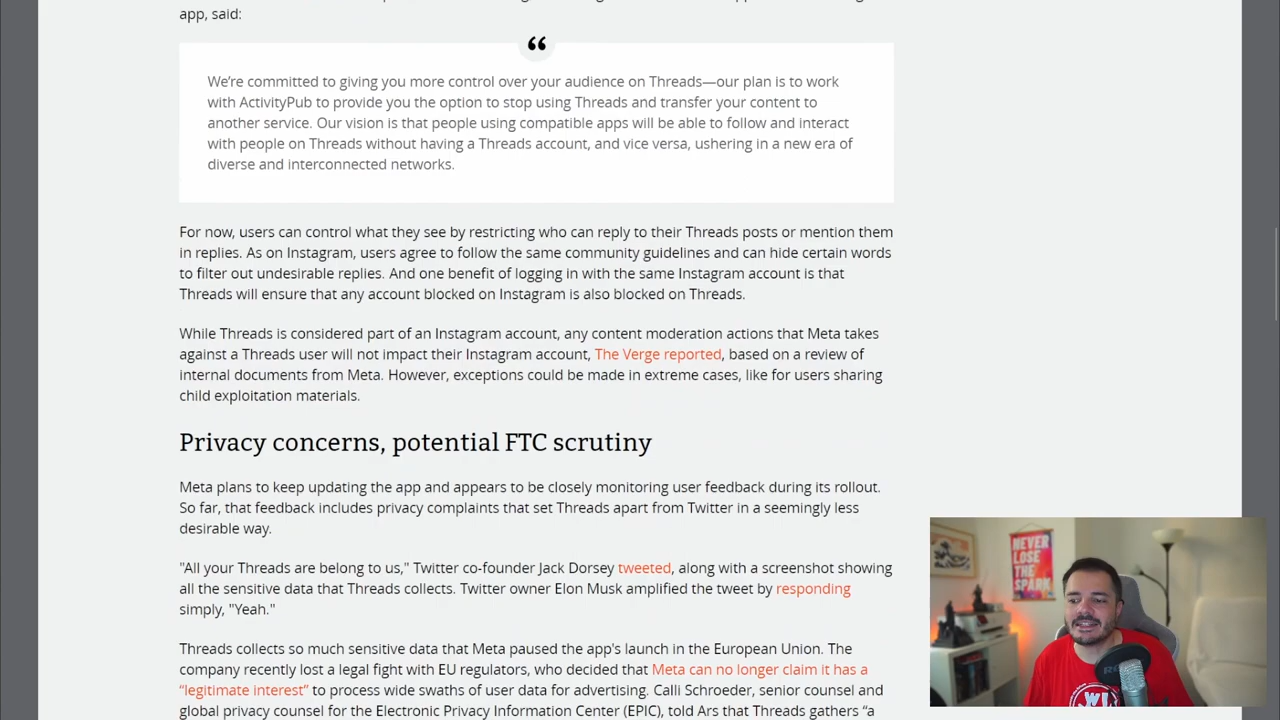 app, said:
“
We’re committed to giving you more control over your audience on Threads—our plan is to work
with ActivityPub to provide you the option to stop using Threads and transfer your content to
another service. Our vision is that people using compatible apps will be able to follow and interact
with people on Threads without having a Threads account, and vice versa, ushering in a new era of
diverse and interconnected networks.
For now, users can control what they see by restricting who can reply to their Threads posts or mention them
in replies. As on Instagram, users agree to follow the same community guidelines and can hide certain words
to filter out undesirable replies. And one benefit of logging in with the same Instagram account is that
Threads will ensure that any account blocked on Instagram is also blocked on Threads.
While Threads is considered part of an Instagram account, any content moderation actions that Meta takes
against a Threads user will not impact their Instagram account, The Verge reported, based on a review of
internal documents from Meta. However, exceptions could be made in extreme cases, like for users sharing
child exploitation materials.
Privacy concerns, potential FTC scrutiny
Meta plans to keep updating the app and appears to be closely monitoring user feedback during its rollout.
So far, that feedback includes privacy complaints that set Threads apart from Twitter in a seemingly less
desirable way.
"All your Threads are belong to us," Twitter co-founder Jack Dorsey tweeted, along with a screenshot showing
all the sensitive data that Threads collects. Twitter owner Elon Musk amplified the tweet by responding
simply, "Yeah."
Threads collects so much sensitive data that Meta paused the app's launch in the European Union. The
company recently lost a legal fight with EU regulators, who decided that Meta can no longer claim it has a
“legitimate interest” to process wide swaths of user data for advertising. Calli Schroeder, senior counsel and
global privacy counsel for the Electronic Privacy Information Center (EPIC), told Ars that Threads gathers “a
NEVER
LOSE
THE
SPARK